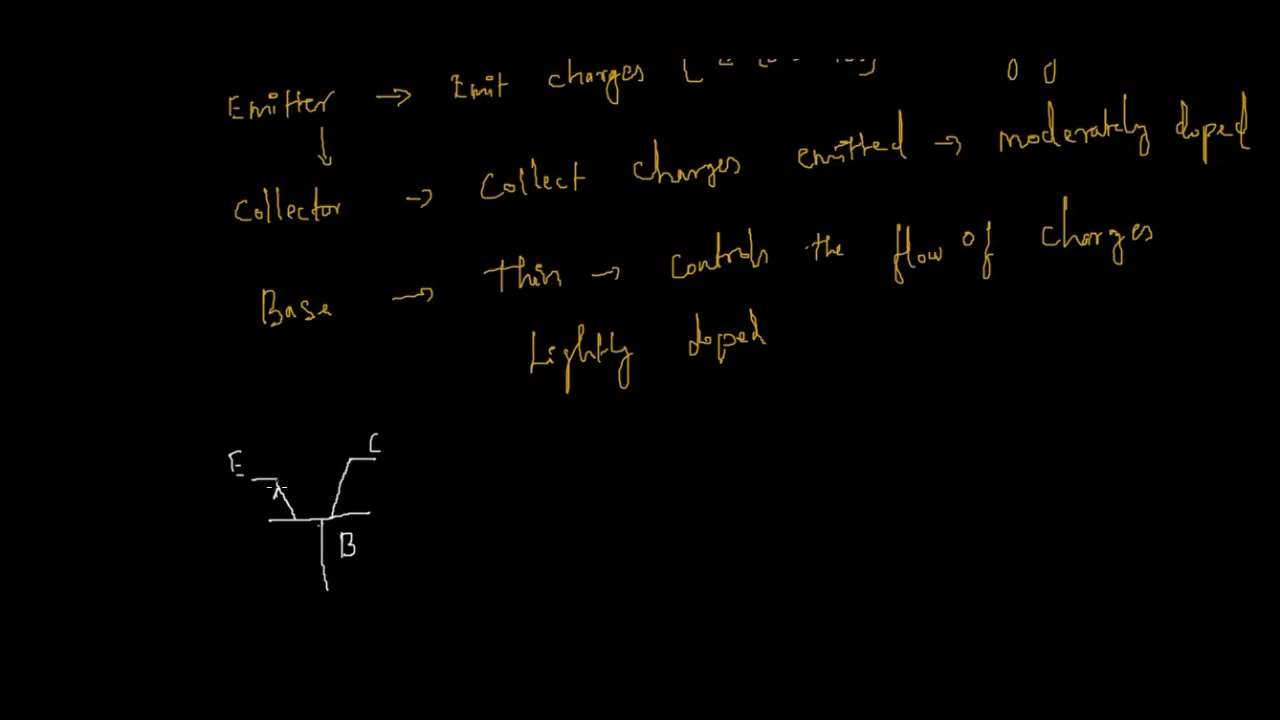 Emitter → Emit charges
Collector → Collect charges emitted → moderately doped
Base → Thin → controls the flow of charges
Lightly doped
E C
B